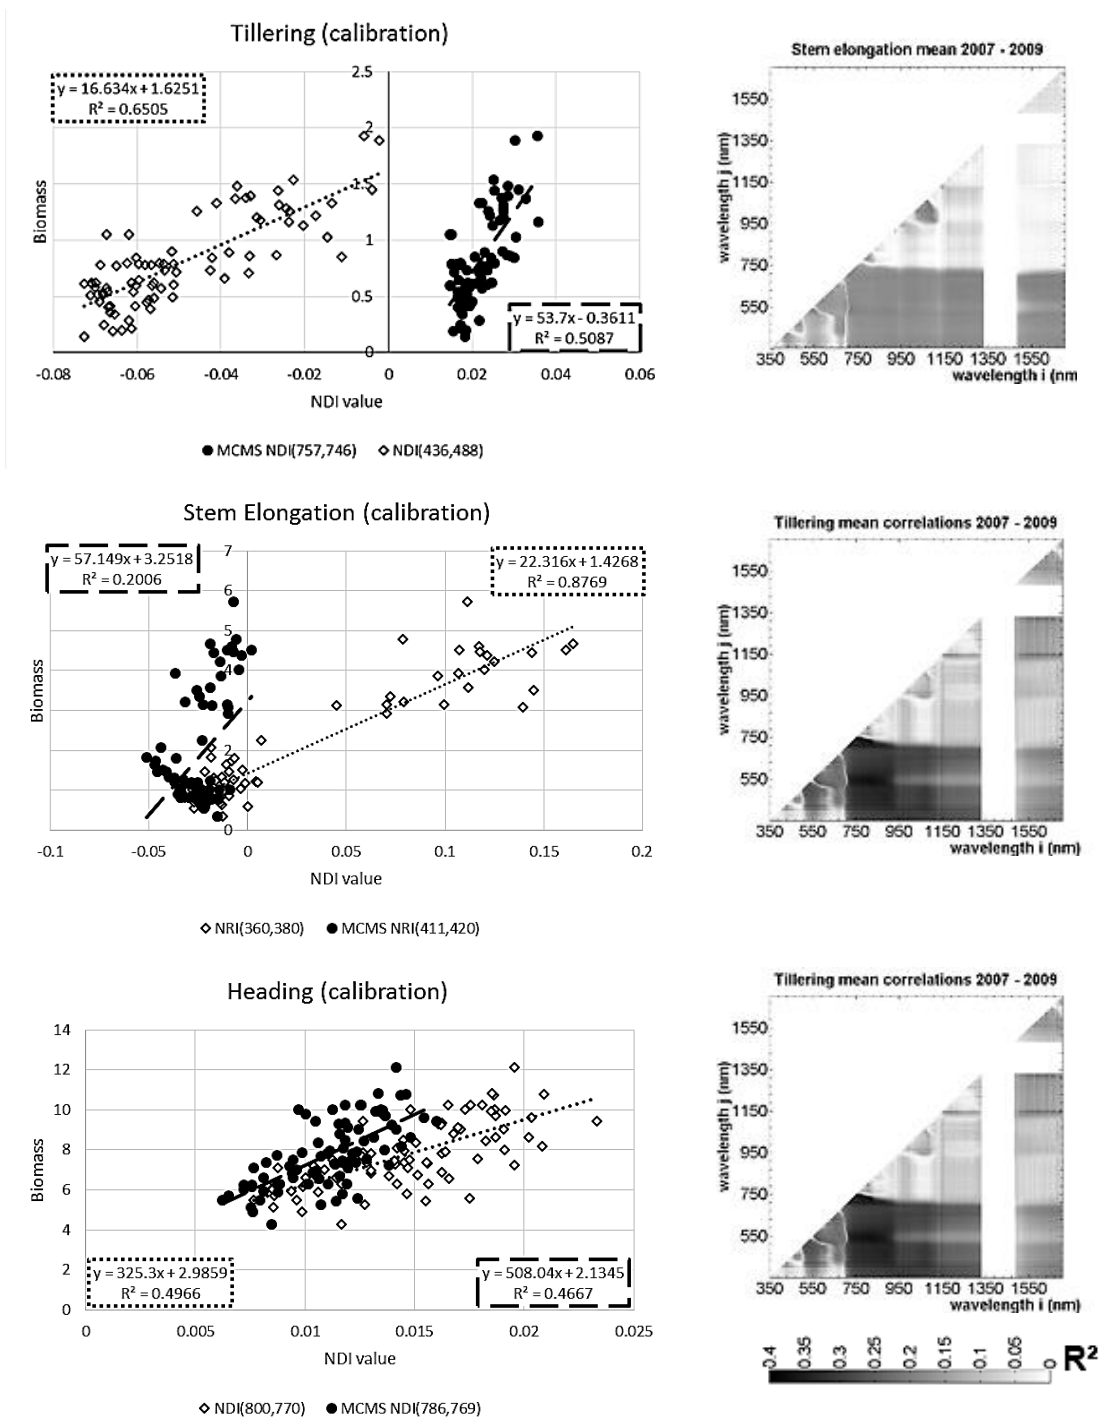 Tillering (calibration)
y = 16.634x + 1.6251
R² = 0.6505
2.5
2
1.5
1
0.5
0
Biomass
y = 53.7x - 0.3611
R² = 0.5087
-0.08 -0.06 -0.04 -0.02 0 0.02 0.04 0.06
NDI value
MCMS NDI(757,746) NDI(436,488)
Stem elongation mean 2007 - 2009
wavelength j (nm)
1550
1350
1150
950
750
550
350 550 750 950 1150 1350 1550
wavelength i (nm
Stem Elongation (calibration)
y = 57.149x + 3.2518
R² = 0.2006
y = 22.316x + 1.4268
R² = 0.8769
7
6
5
4
2
0
Biomass
-0.1 -0.05 0 0.05 0.1 0.15 0.2
NDI value
NRI(360,380) MCMS NRI(411,420)
Tillering mean correlations 2007 - 2009
wavelength j (nm)
1550
1350
1150
950
750
550
350 550 750 950 1150 1350 1550
wavelength i (nm)
Heading (calibration)
14
12
10
8
6
4
2
0
Biomass
y = 325.3x + 2.9859
R² = 0.4966
y = 508.04x + 2.1345
R² = 0.4667
0 0.005 0.01 0.015 0.02 0.025
NDI value
NDI(800,770) MCMS NDI(786,769)
Tillering mean correlations 2007 - 2009
wavelength j (nm)
1550
1350
1150
950
750
550
350 550 750 950 1150 1350 1550
wavelength i (nm)
0.4 0.35 0.3 0.25 0.2 0.15 0.1 0.05 0 R²